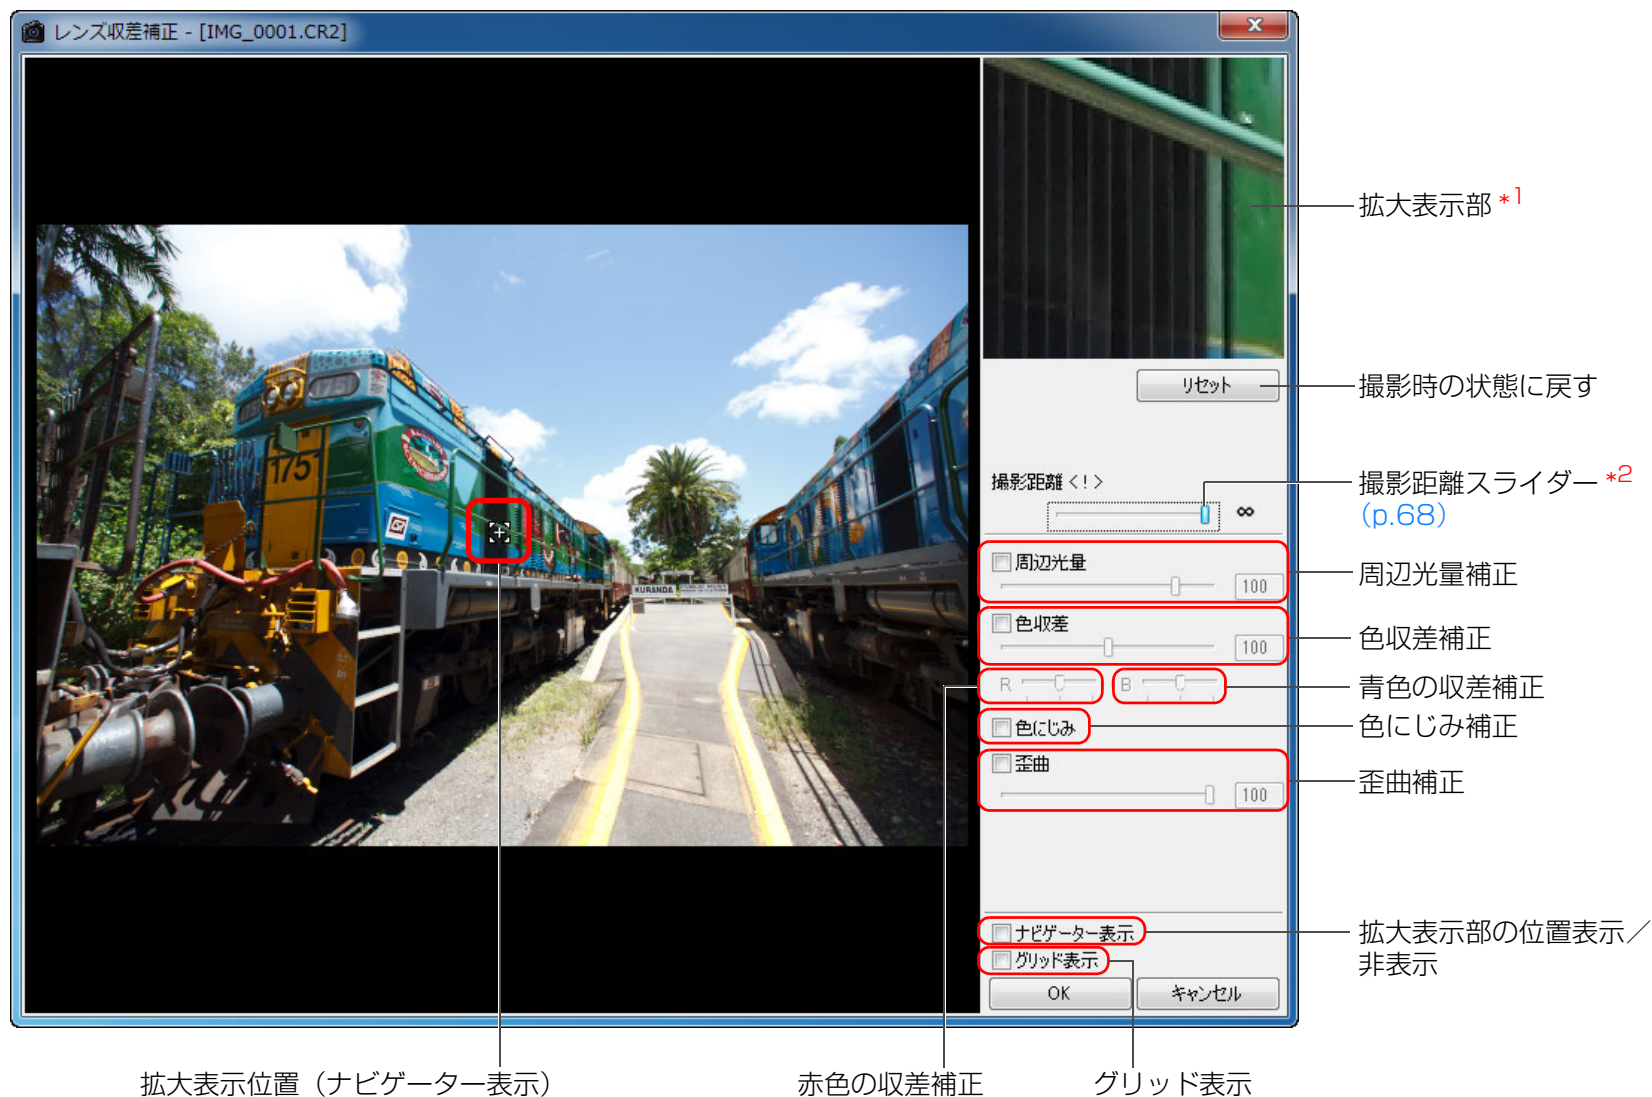 レンズ収差補正 - [IMG_0001.CR2]
拡大表示部 *1
リセット
撮影時の状態に戻す
撮影距離 <!>
∞
撮影距離スライダー *2
(p.68)
周辺光量
100
周辺光量補正
色収差
100
色収差補正
R
B
青色の収差補正
色にじみ
色にじみ補正
歪曲
100
歪曲補正
175
KURANDA
ナビゲーター表示
拡大表示部の位置表示／
非表示
グリッド表示
OK
キャンセル
拡大表示位置（ナビゲーター表示）
赤色の収差補正
グリッド表示